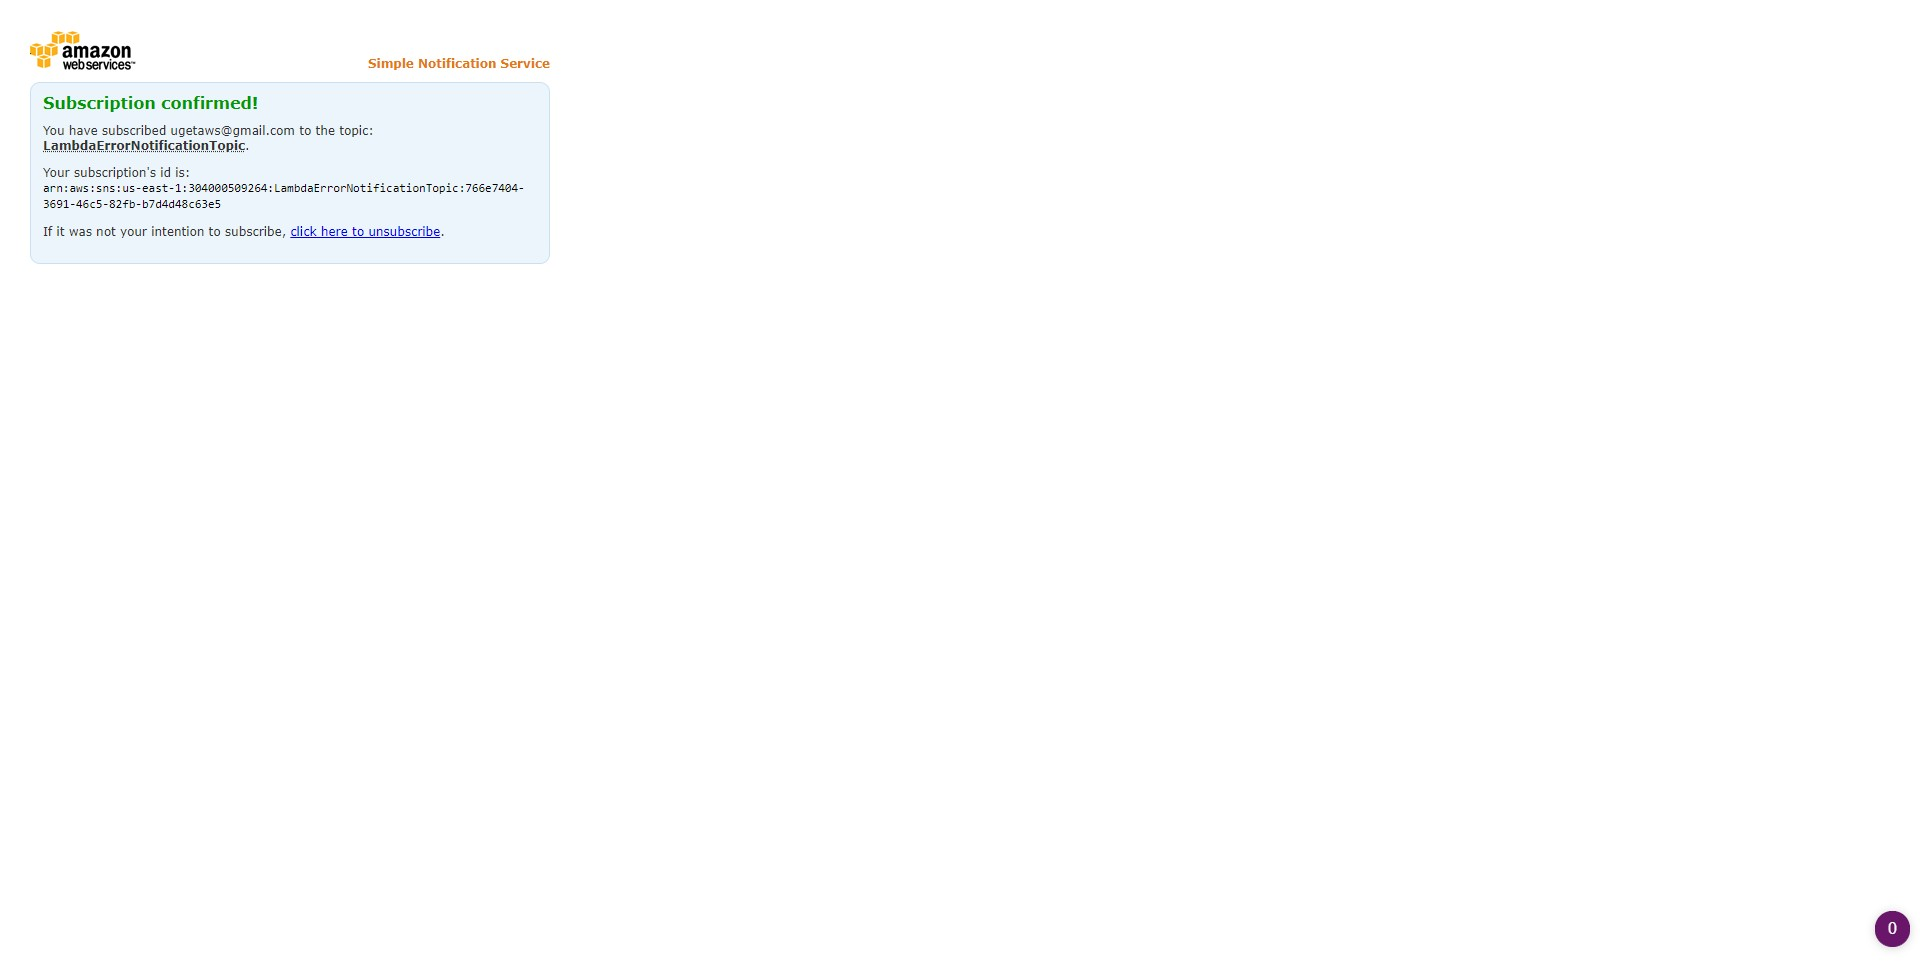 amazon
webservices™
Simple Notification Service
Subscription confirmed!
You have subscribed ugetaws@gmail.com to the topic:
LambdaErrorNotificationTopic.
Your subscription's id is:
arn:aws:sns:us-east-1:304000509264:LambdaErrorNotificationTopic:766e7404-
3691-46c5-82fb-b7d4d48c63e5
If it was not your intention to subscribe, click here to unsubscribe.
0